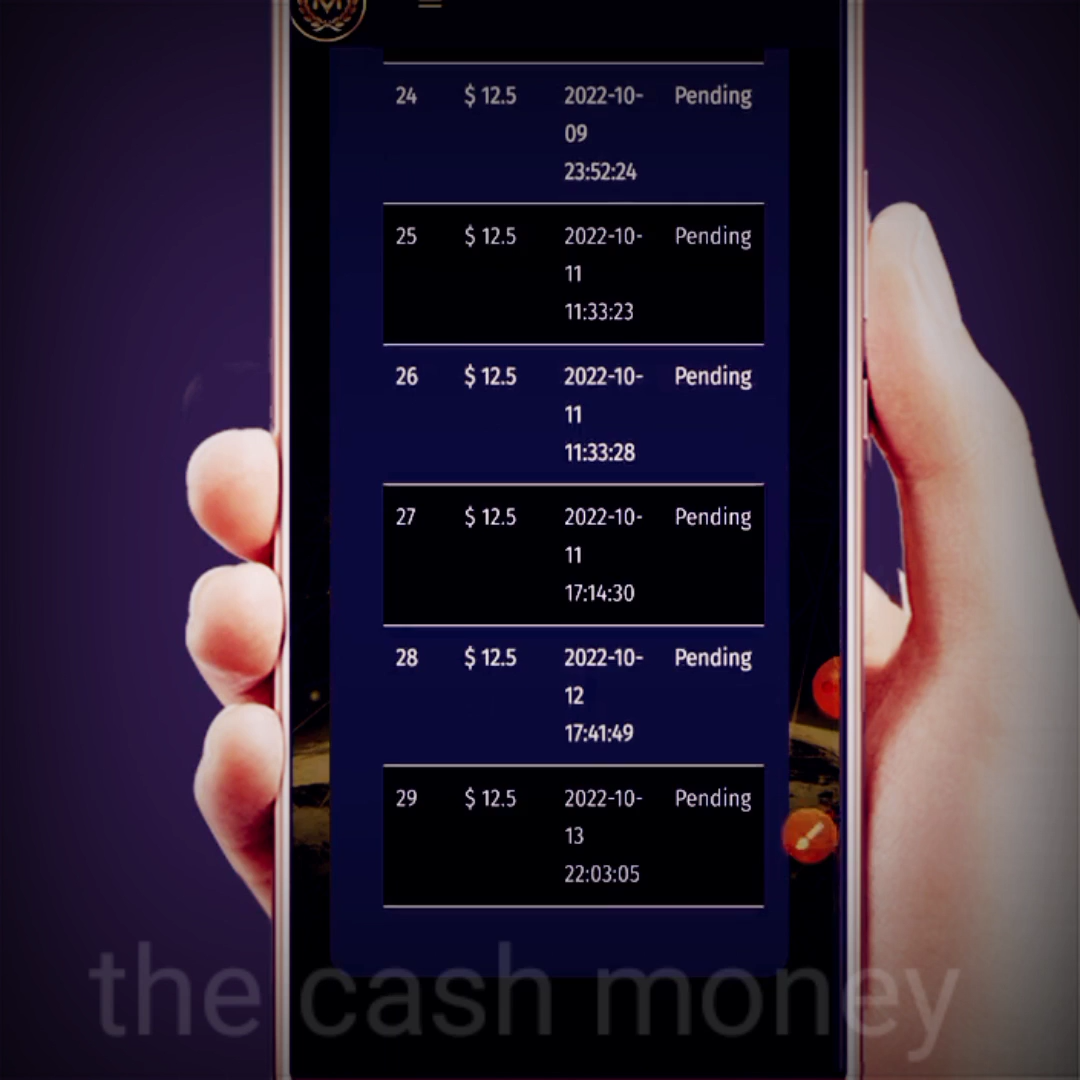 24 $ 12.5 2022-10- Pending
09
23:52:24
25 $ 12.5 2022-10- Pending
11
11:33:23
26 $ 12.5 2022-10- Pending
11
11:33:28
27 $ 12.5 2022-10- Pending
11
17:14:30
28 $ 12.5 2022-10- Pending
12
17:41:49
29 $ 12.5 2022-10- Pending
13
22:03:05
the cash money